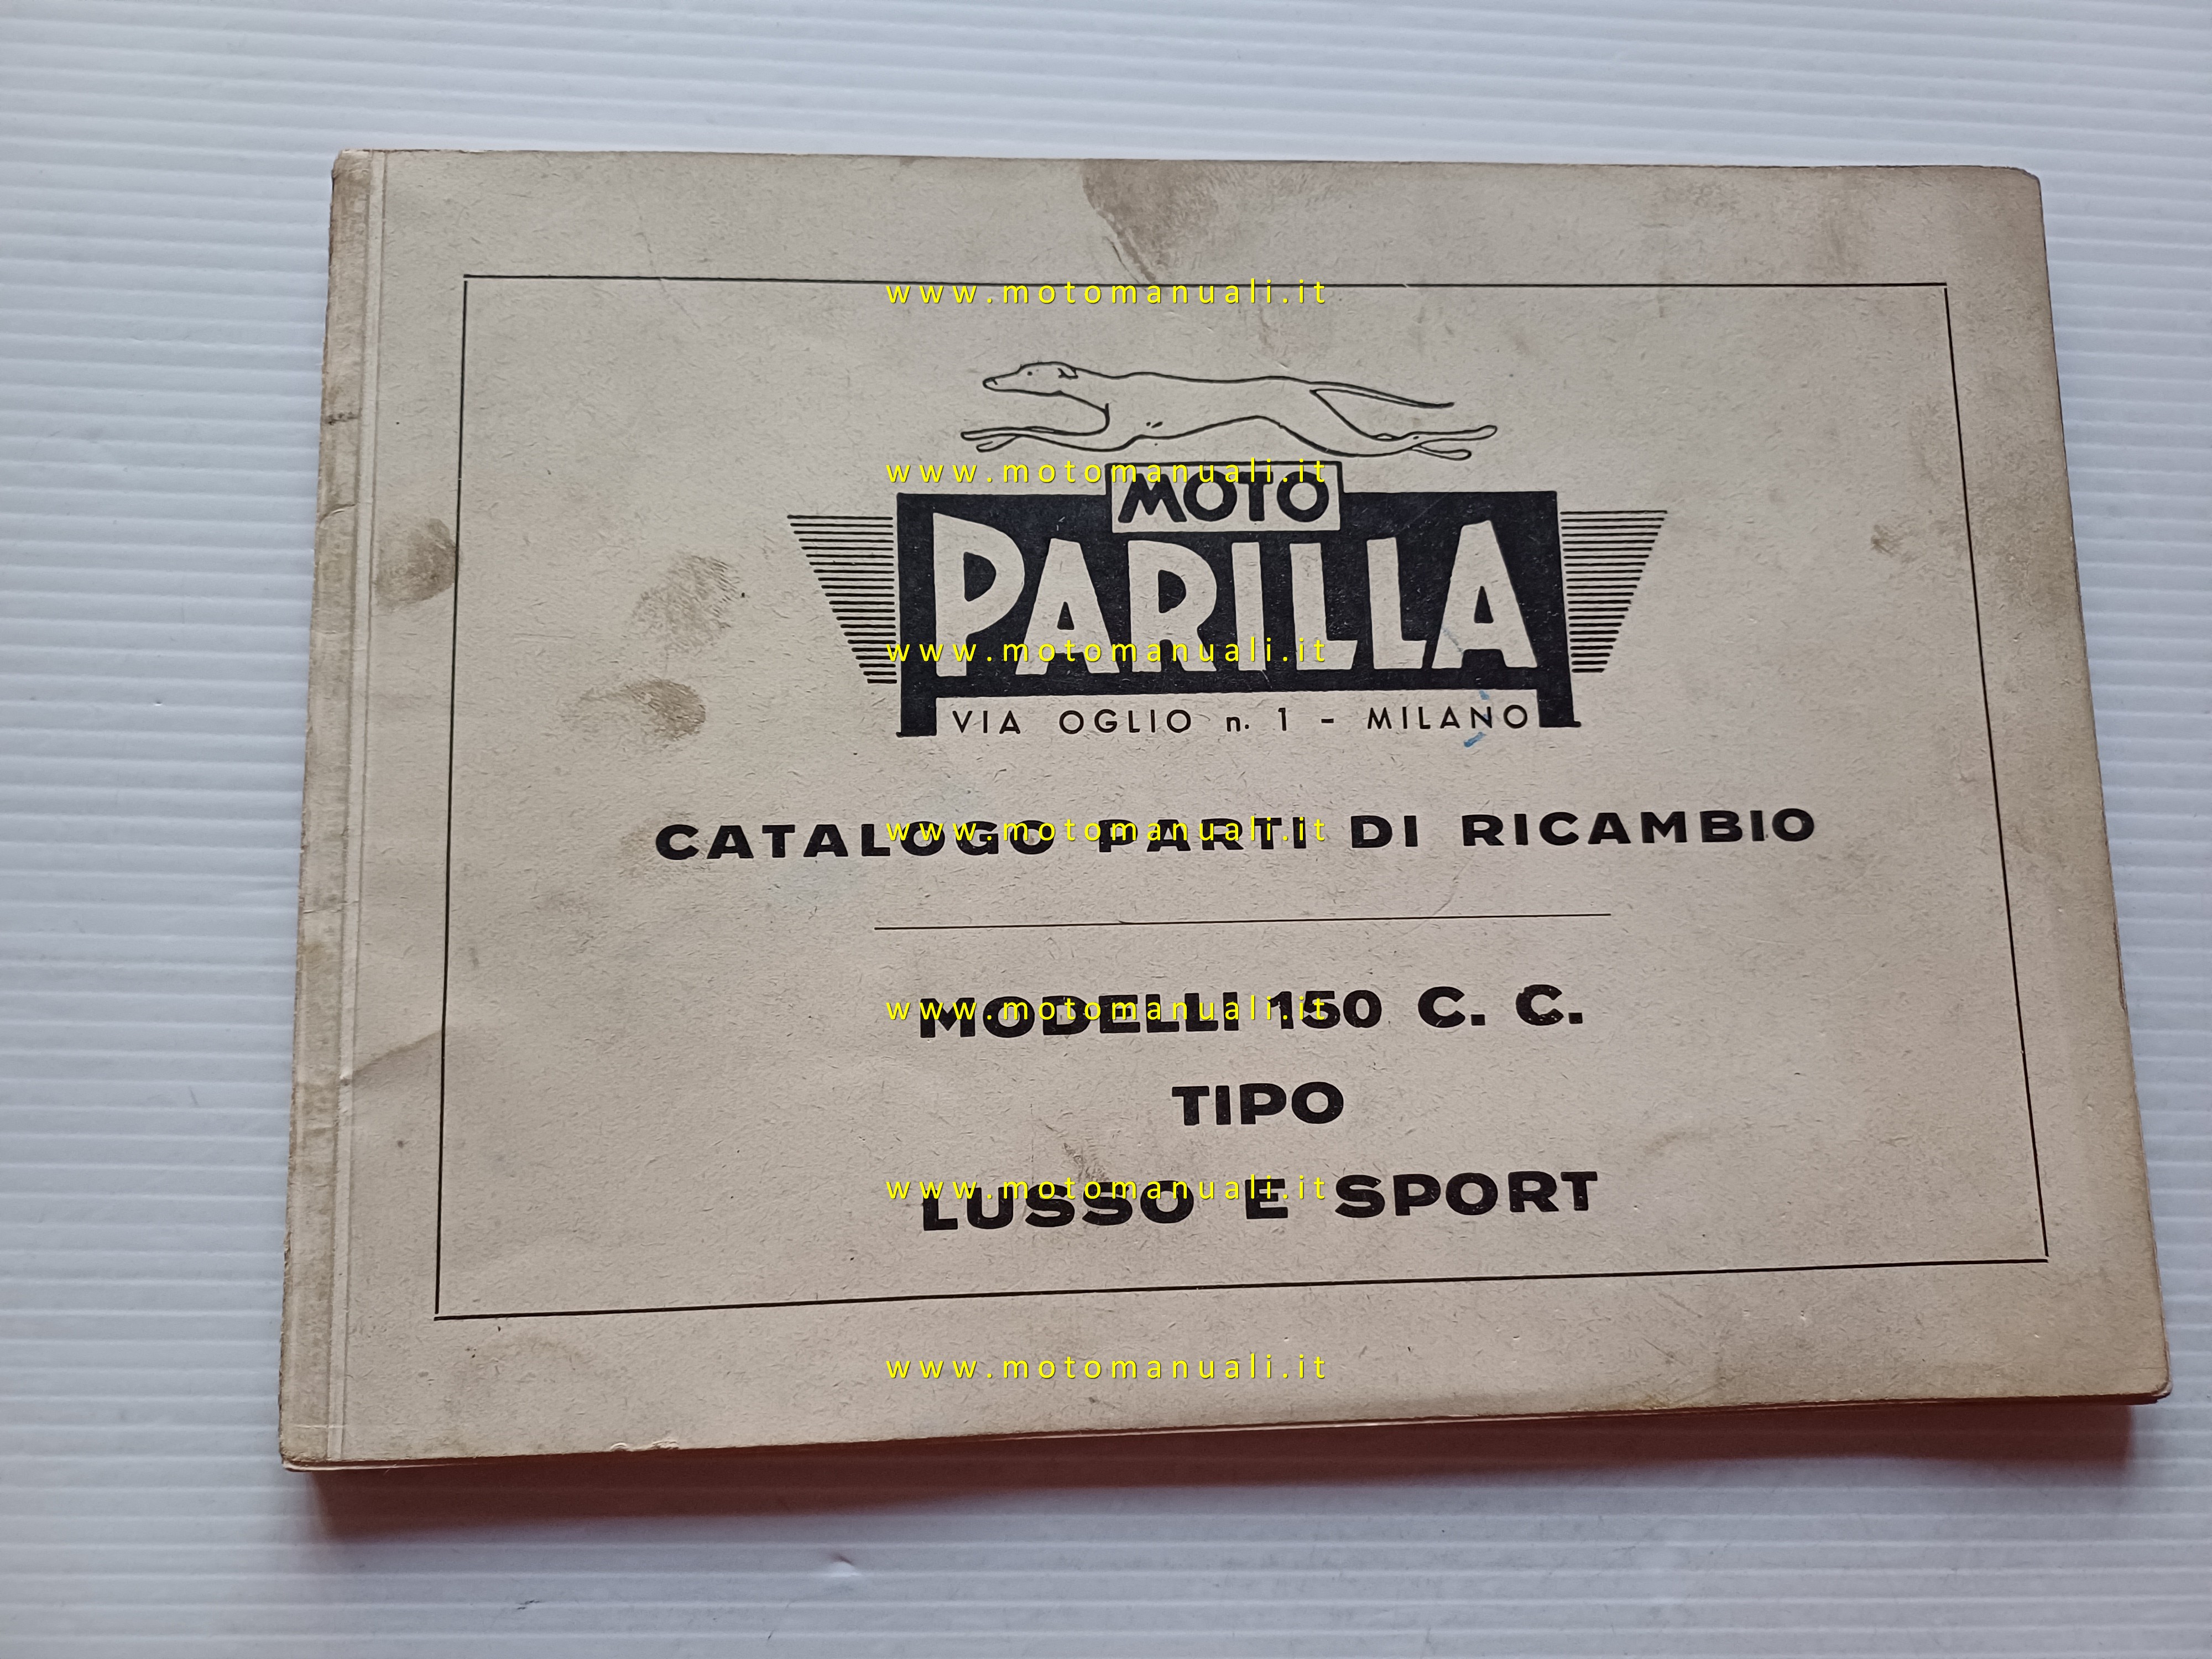 www.motomanuali.it
www.motomanuali.it
MOTO
PARILLA
www.motomanuali.it
VIA OGLIO n. 1 - MILANO
CATALOGO PARTI DI RICAMBIO
www.motomanuali.it
MODELLI 150 C. C.
www.motomanuali.it
TIPO
LUSSO E SPORT
www.motomanuali.it
www.motomanuali.it